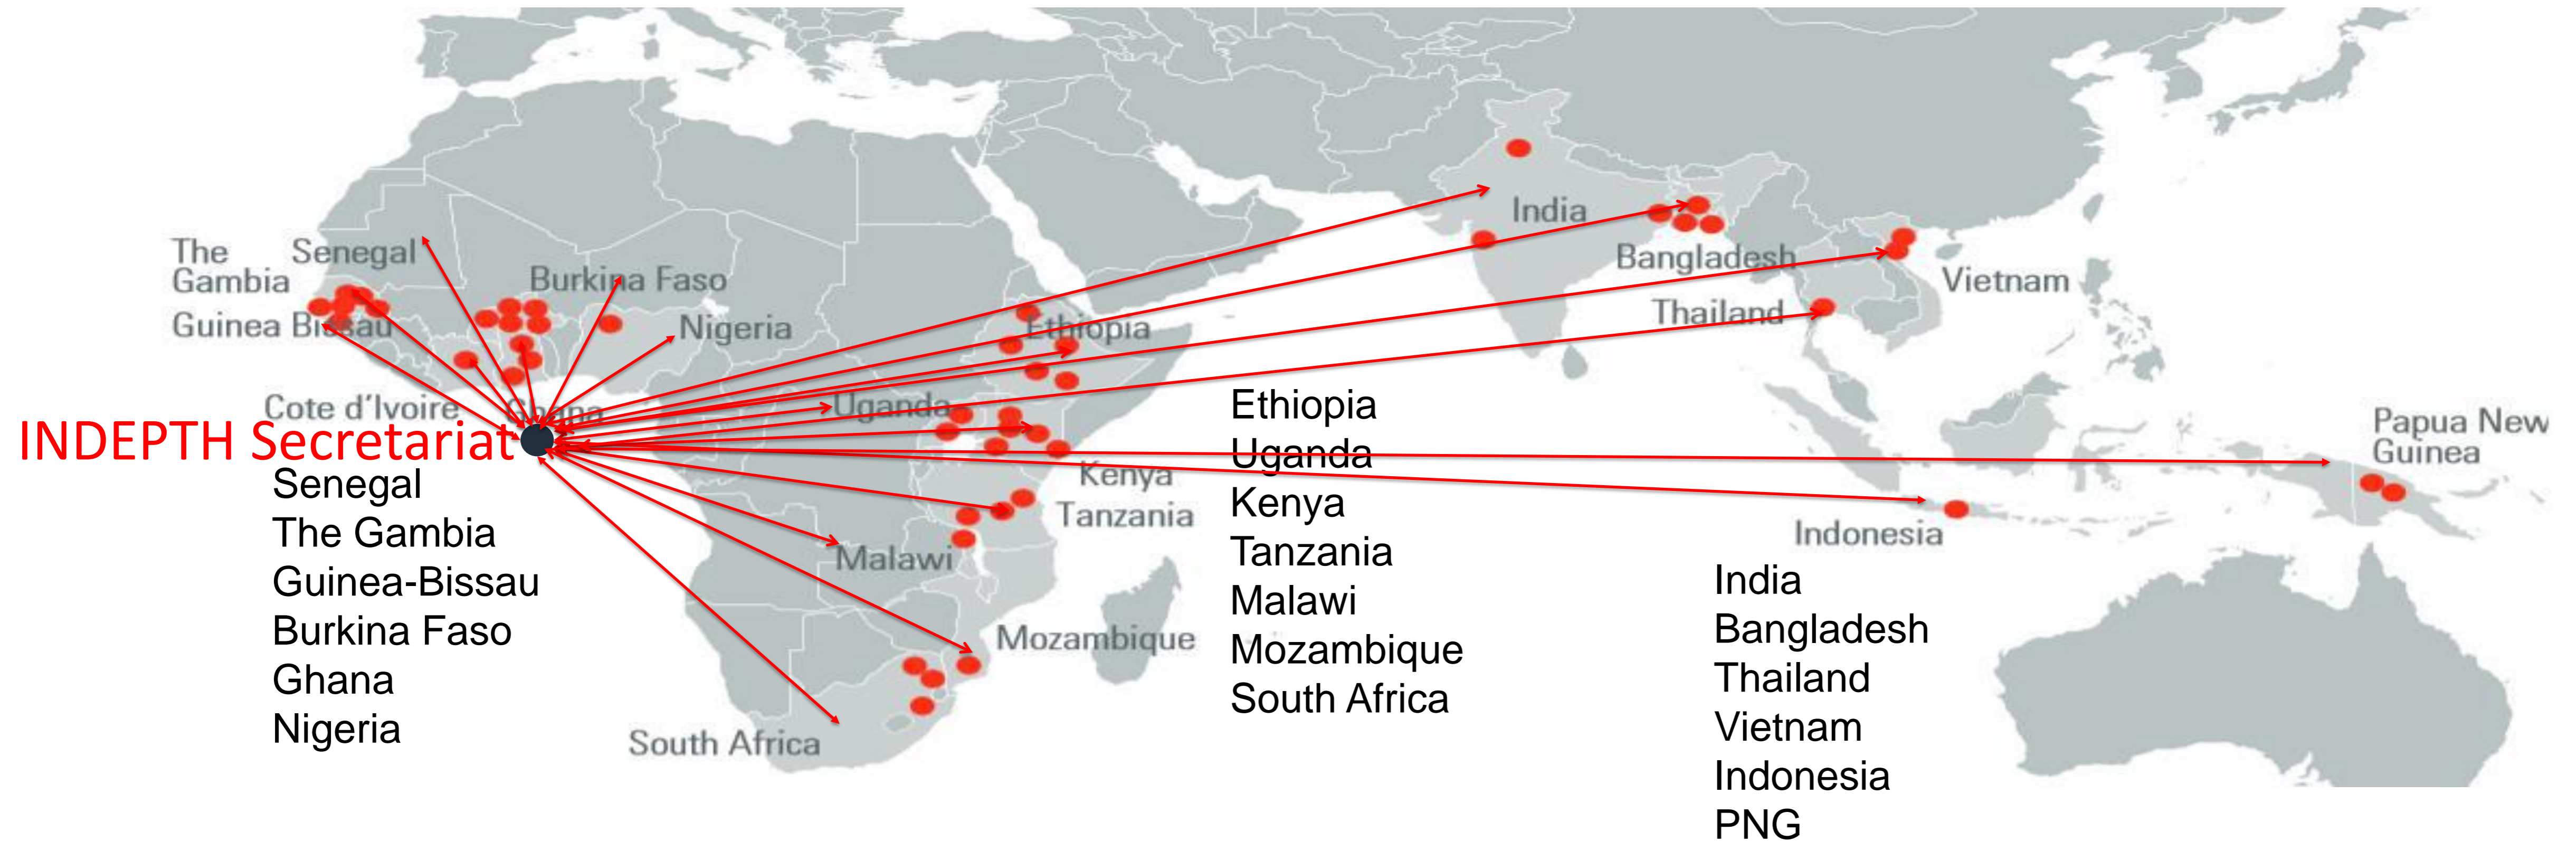 The
Gambia
Senegal
Guinea Bissau
Burkina Faso
Nigeria
Cote d'Ivoire
Ghana
INDEPTH Secretariat
Senegal
The Gambia
Guinea-Bissau
Burkina Faso
Ghana
Nigeria
Ethiopia
Uganda
Kenya
Tanzania
Malawi
Mozambique
South Africa
Ethiopia
Uganda
Kenya
Tanzania
Malawi
Mozambique
South Africa
India
Bangladesh
Thailand
Vietnam
Indonesia
Papua New
Guinea
India
Bangladesh
Thailand
Vietnam
Indonesia
PNG